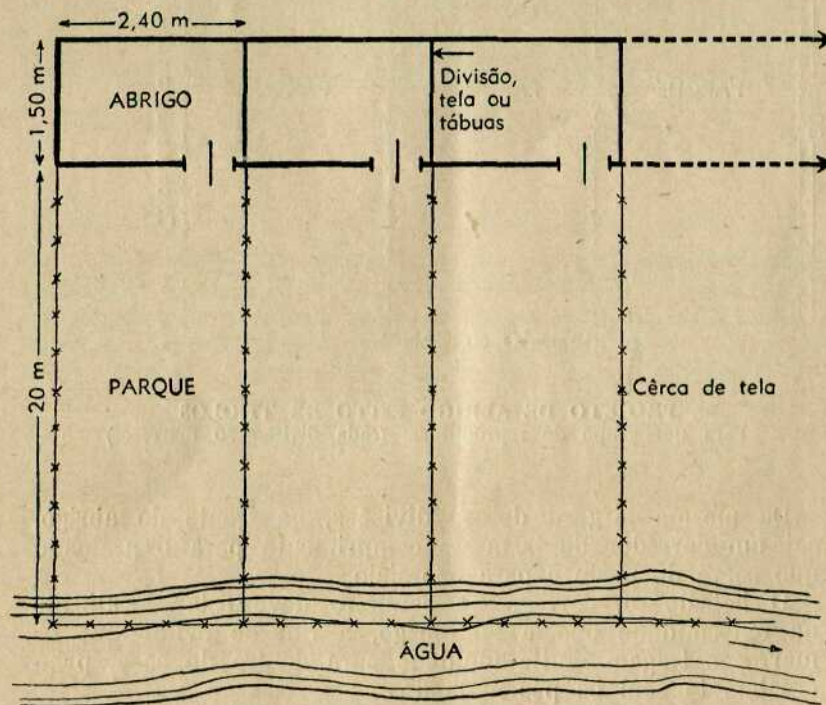 2,40 m
1,50 m
ABRIGO
Divisão,
tela ou
tábuas
20 m
PARQUE
Cêrca de tela
ÁGUA